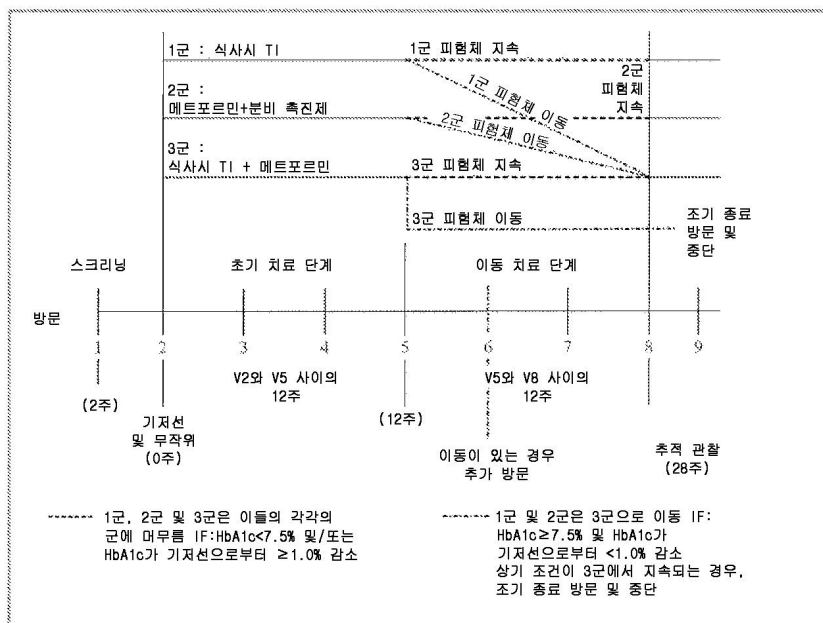 1군 : 식사시 TI
1군 피험체 지속
2군 :
메트포르민+분비 촉진제
1군 피험체 이동
2군
피험체
지속
2군 피험체 이동
3군 :
식사시 TI + 메트포르민
3군 피험체 지속
3군 피험체 이동
조기 종료
방문 및
중단
스크리닝
초기 치료 단계
이동 치료 단계
방문
1 2 3 4 5 6 7 8 9
(2주)
기저선
및 무작위
(0주)
V2와 V5 사이의
12주
(12주)
V5와 V8 사이의
12주
이동이 있는 경우
추가 방문
추적 관찰
(28주)
1군, 2군 및 3군은 이들의 각각의
군에 머무름 IF:HbA1c<7.5% 및/또는
HbA1c가 기저선으로부터 ≥1.0% 감소
1군 및 2군은 3군으로 이동 IF:
HbA1c≥7.5% 및 HbA1c가
기저선으로부터 <1.0% 감소
상기 조건이 3군에서 지속되는 경우,
조기 종료 방문 및 중단